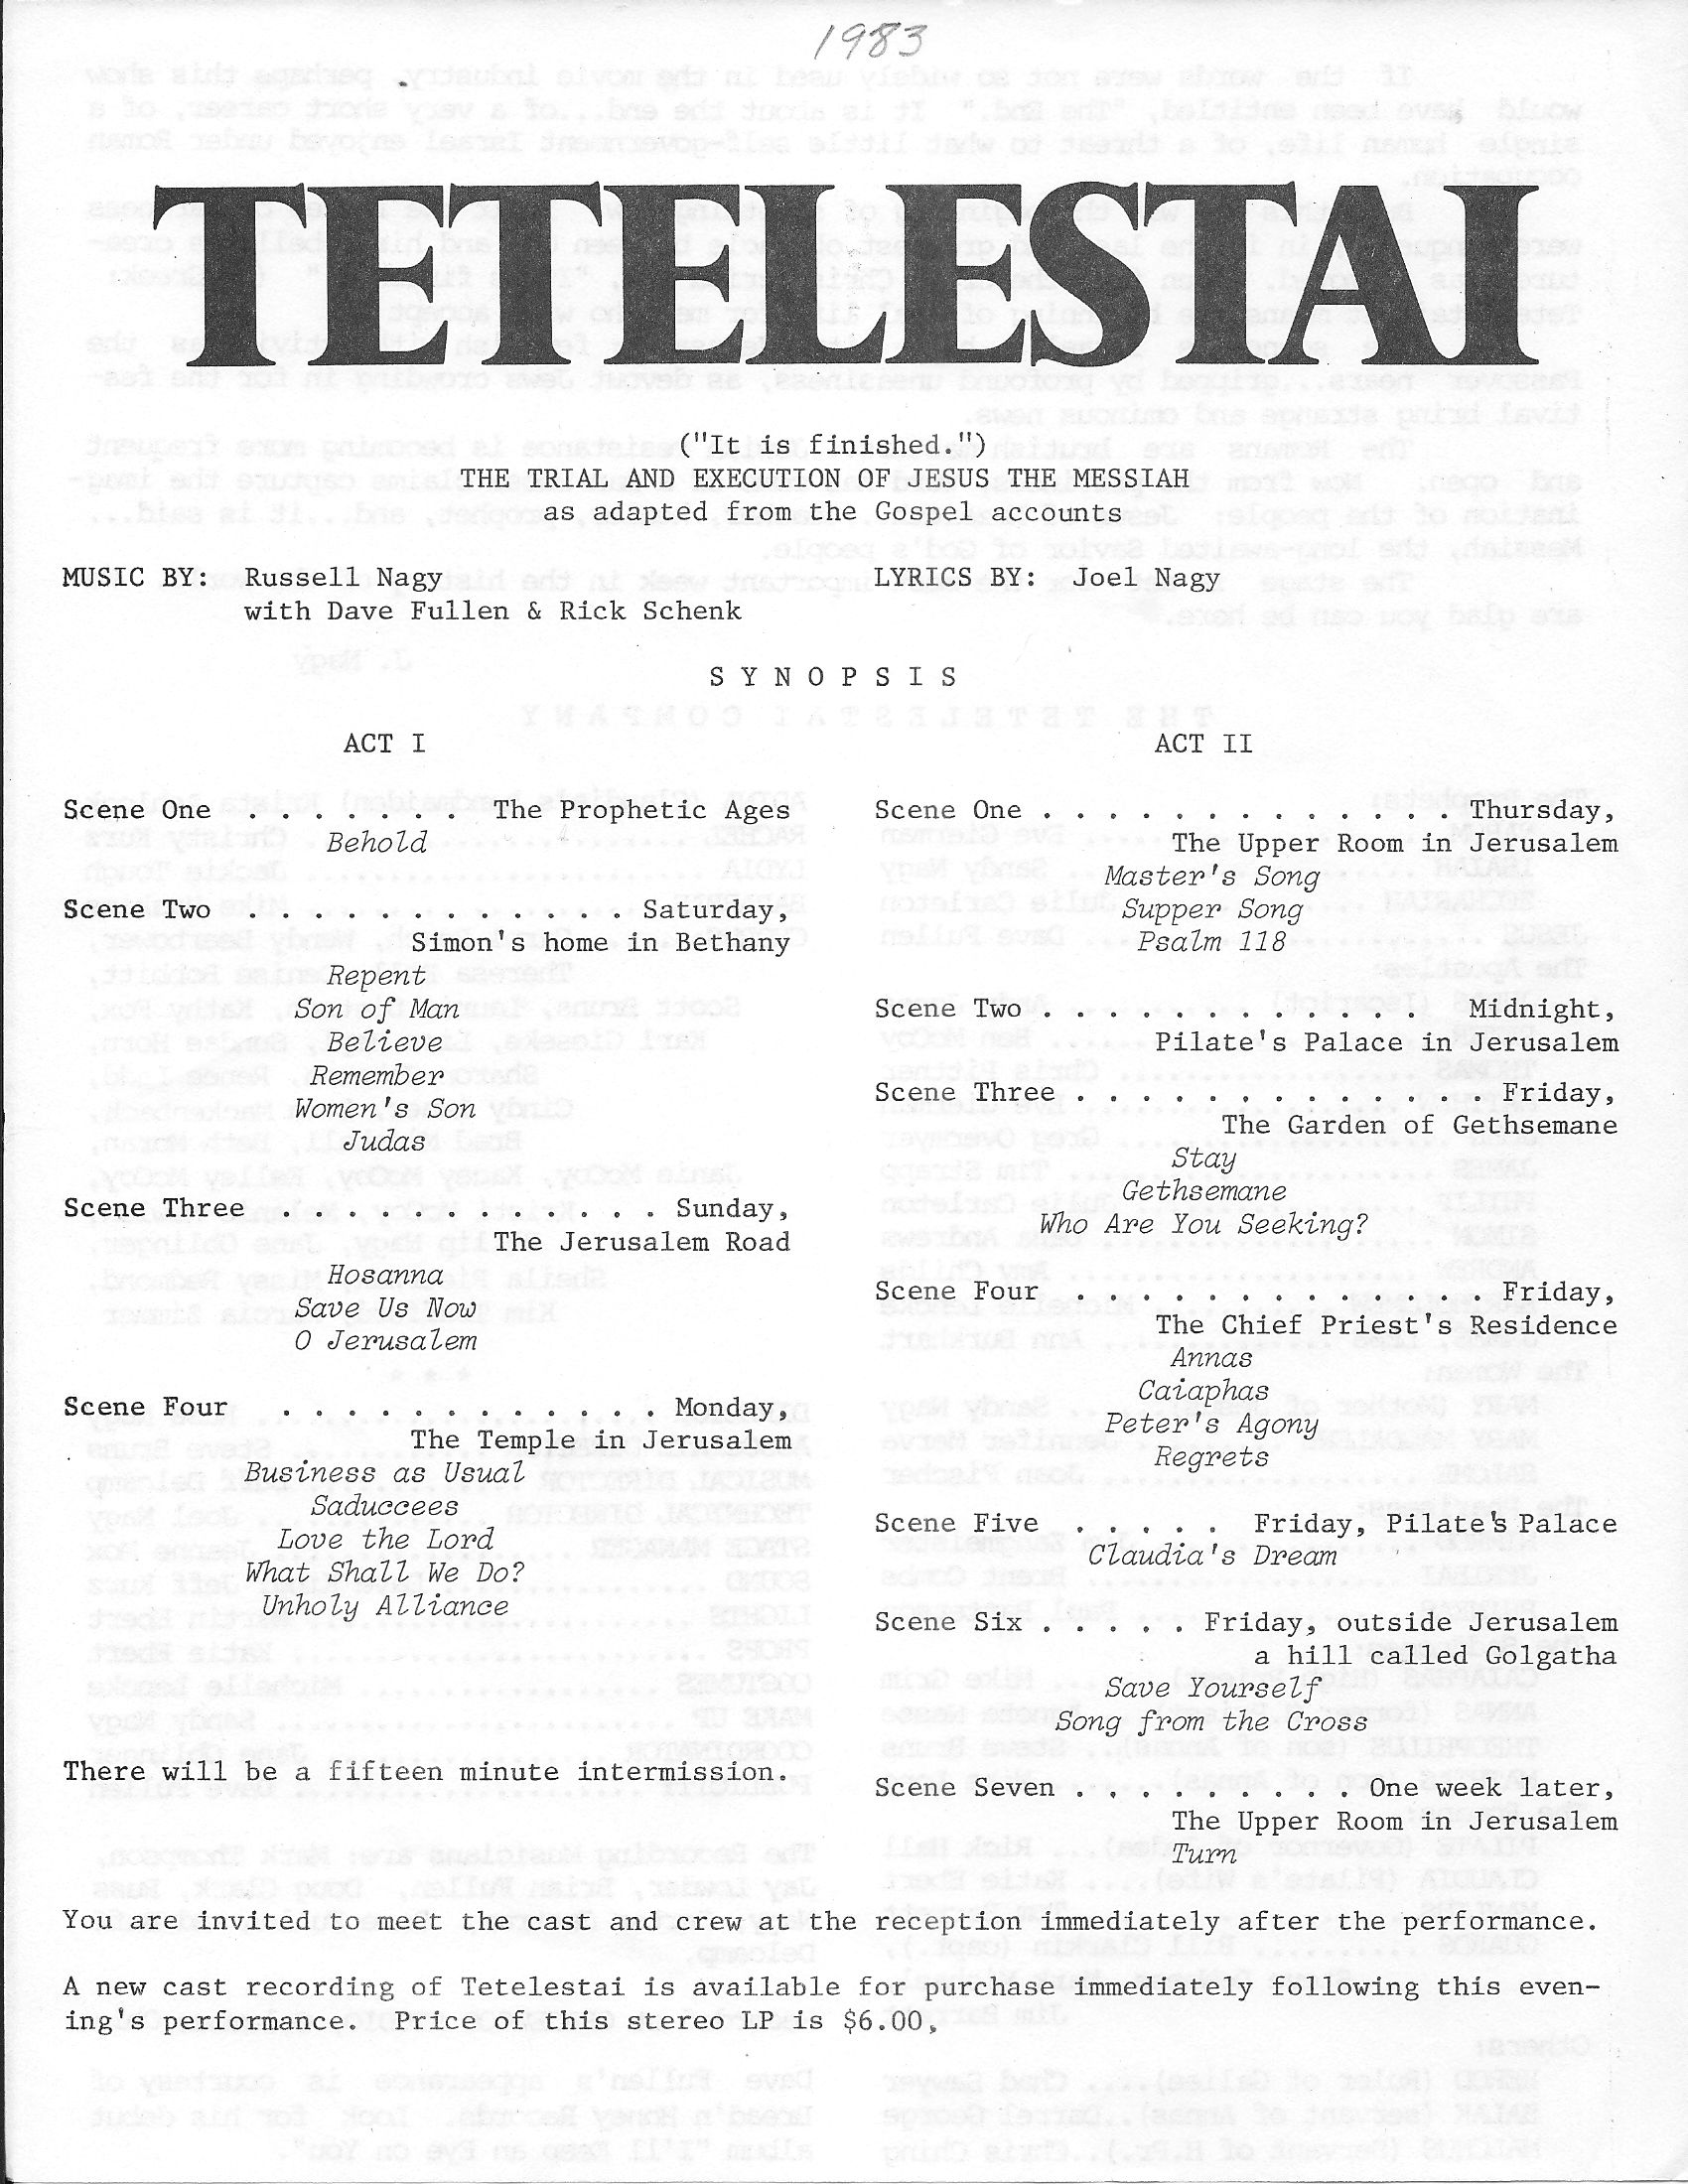 1983
TETELESTAI
("It is finished.")
THE TRIAL AND EXECUTION OF JESUS THE MESSIAH
as adapted from the Gospel accounts
MUSIC BY: Russell Nagy
with Dave Fullen & Rick Schenk
LYRICS BY: Joel Nagy
S Y N O P S I S
ACT I
Scene One . . . . . . . The Prophetic Ages
Behold
Scene Two . . . . . . . . . . . . Saturday,
Simon's home in Bethany
Repent
Son of Man
Believe
Remember
Women's Son
Judas
Scene Three . . . . . . . . . . . . Sunday,
The Jerusalem Road
Hosanna
Save Us Now
O Jerusalem
Scene Four . . . . . . . . . . . . Monday,
The Temple in Jerusalem
Business as Usual
Saduccees
Love the Lord
What Shall We Do?
Unholy Alliance
There will be a fifteen minute intermission.
ACT II
Scene One . . . . . . . . . . . . . Thursday,
The Upper Room in Jerusalem
Master's Song
Supper Song
Psalm 118
Scene Two . . . . . . . . . . . . Midnight,
Pilate's Palace in Jerusalem
Scene Three . . . . . . . . . . . . . Friday,
The Garden of Gethsemane
Stay
Gethsemane
Who Are You Seeking?
Scene Four . . . . . . . . . . . . . Friday,
The Chief Priest's Residence
Annas
Caiaphas
Peter's Agony
Regrets
Scene Five . . . . . Friday, Pilate's Palace
Claudia's Dream
Scene Six . . . . . Friday, outside Jerusalem
a hill called Golgatha
Save Yourself
Song from the Cross
Scene Seven . . . . . . . . . One week later,
The Upper Room in Jerusalem
Turn
You are invited to meet the cast and crew at the reception immediately after the performance.
A new cast recording of Tetelestai is available for purchase immediately following this even-
ing's performance. Price of this stereo LP is $6.00,